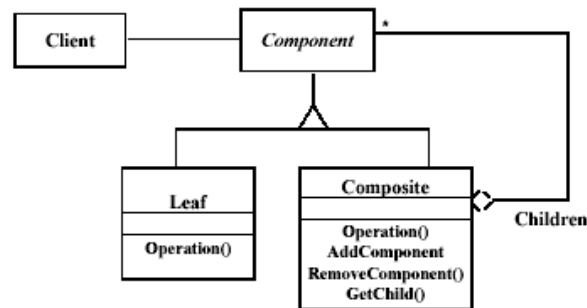 Client
Component
*
Leaf
Operation()
Composite
Operation()
AddComponent
RemoveComponent()
GetChild()
Children